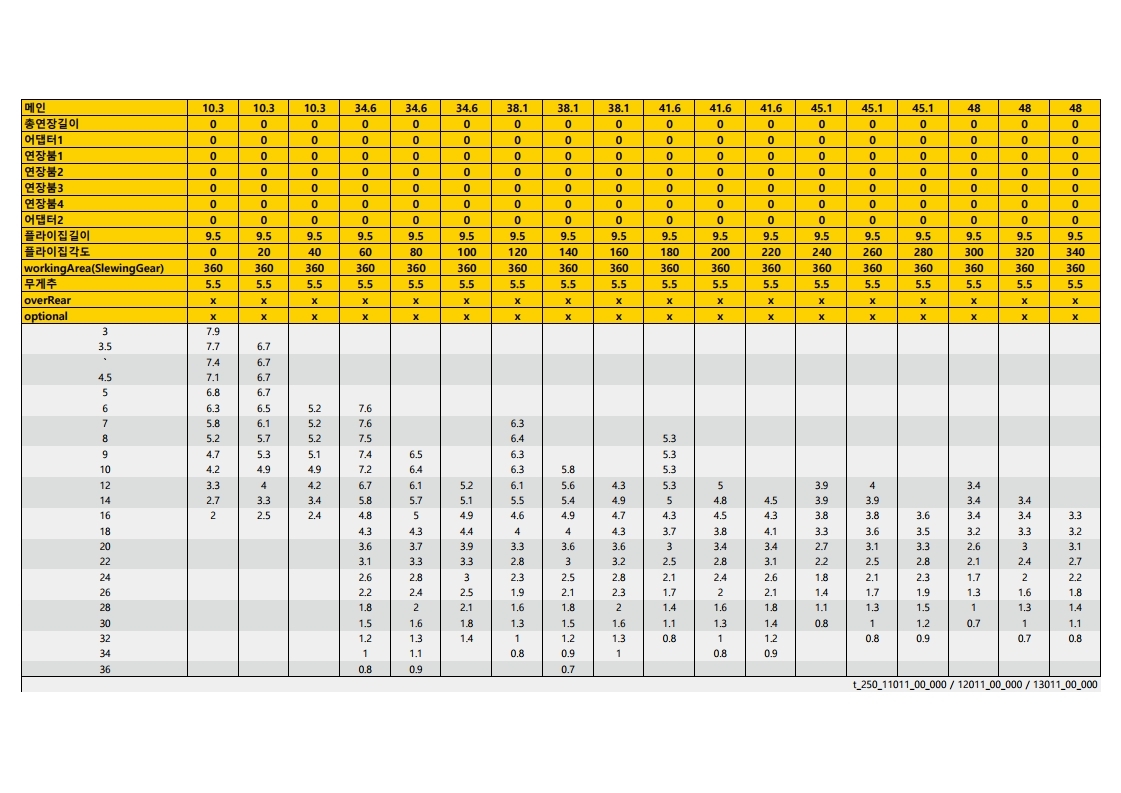 메인 10.3 10.3 10.3 34.6 34.6 34.6 38.1 38.1 38.1 41.6 41.6 41.6 45.1 45.1 45.1 48 48 48
총연장길이 0 0 0 0 0 0 0 0 0 0 0 0 0 0 0 0 0 0
어댑터1 0 0 0 0 0 0 0 0 0 0 0 0 0 0 0 0 0 0
연장붐1 0 0 0 0 0 0 0 0 0 0 0 0 0 0 0 0 0 0
연장붐2 0 0 0 0 0 0 0 0 0 0 0 0 0 0 0 0 0 0
연장붐3 0 0 0 0 0 0 0 0 0 0 0 0 0 0 0 0 0 0
연장붐4 0 0 0 0 0 0 0 0 0 0 0 0 0 0 0 0 0 0
어댑터2 0 0 0 0 0 0 0 0 0 0 0 0 0 0 0 0 0 0
플라이집길이 9.5 9.5 9.5 9.5 9.5 9.5 9.5 9.5 9.5 9.5 9.5 9.5 9.5 9.5 9.5 9.5 9.5 9.5
플라이집각도 0 20 40 60 80 100 120 140 160 180 200 220 240 260 280 300 320 340
workingArea(SlewingGear) 360 360 360 360 360 360 360 360 360 360 360 360 360 360 360 360 360 360
무게추 5.5 5.5 5.5 5.5 5.5 5.5 5.5 5.5 5.5 5.5 5.5 5.5 5.5 5.5 5.5 5.5 5.5 5.5
overRear x x x x x x x x x x x x x x x x x x
optional x x x x x x x x x x x x x x x x x x
3 7.9
3.5 7.7 6.7
` 7.4 6.7
4.5 7.1 6.7
5 6.8 6.7
6 6.3 6.5 5.2 7.6
7 5.8 6.1 5.2 7.6 6.3
8 5.2 5.7 5.2 7.5 6.4 5.3
9 4.7 5.3 5.1 7.4 6.5 6.3 5.3
10 4.2 4.9 4.9 7.2 6.4 6.3 5.8 5.3
12 3.3 4 4.2 6.7 6.1 5.2 6.1 5.6 4.3 5.3 5 3.9 4 3.4
14 2.7 3.3 3.4 5.8 5.7 5.1 5.5 5.4 4.9 5 4.8 4.5 3.9 3.9 3.4 3.4
16 2 2.5 2.4 4.8 5 4.9 4.6 4.9 4.7 4.3 4.5 4.3 3.8 3.8 3.6 3.4 3.4 3.3
18 4.3 4.3 4.4 4 4 4.3 3.7 3.8 4.1 3.3 3.6 3.5 3.2 3.3 3.2
20 3.6 3.7 3.9 3.3 3.6 3.6 3 3.4 3.4 2.7 3.1 3.3 2.6 3 3.1
22 3.1 3.3 3.3 2.8 3 3.2 2.5 2.8 3.1 2.2 2.5 2.8 2.1 2.4 2.7
24 2.6 2.8 3 2.3 2.5 2.8 2.1 2.4 2.6 1.8 2.1 2.3 1.7 2 2.2
26 2.2 2.4 2.5 1.9 2.1 2.3 1.7 2 2.1 1.4 1.7 1.9 1.3 1.6 1.8
28 1.8 2 2.1 1.6 1.8 2 1.4 1.6 1.8 1.1 1.3 1.5 1 1.3 1.4
30 1.5 1.6 1.8 1.3 1.5 1.6 1.1 1.3 1.4 0.8 1 1.2 0.7 1 1.1
32 1.2 1.3 1.4 1 1.2 1.3 0.8 1 1.2 0.8 0.9 0.7 0.8
34 1 1.1 0.8 0.9 1 0.8 0.9
36 0.8 0.9 0.7
t_250_11011_00_000 / 12011_00_000 / 13011_00_000